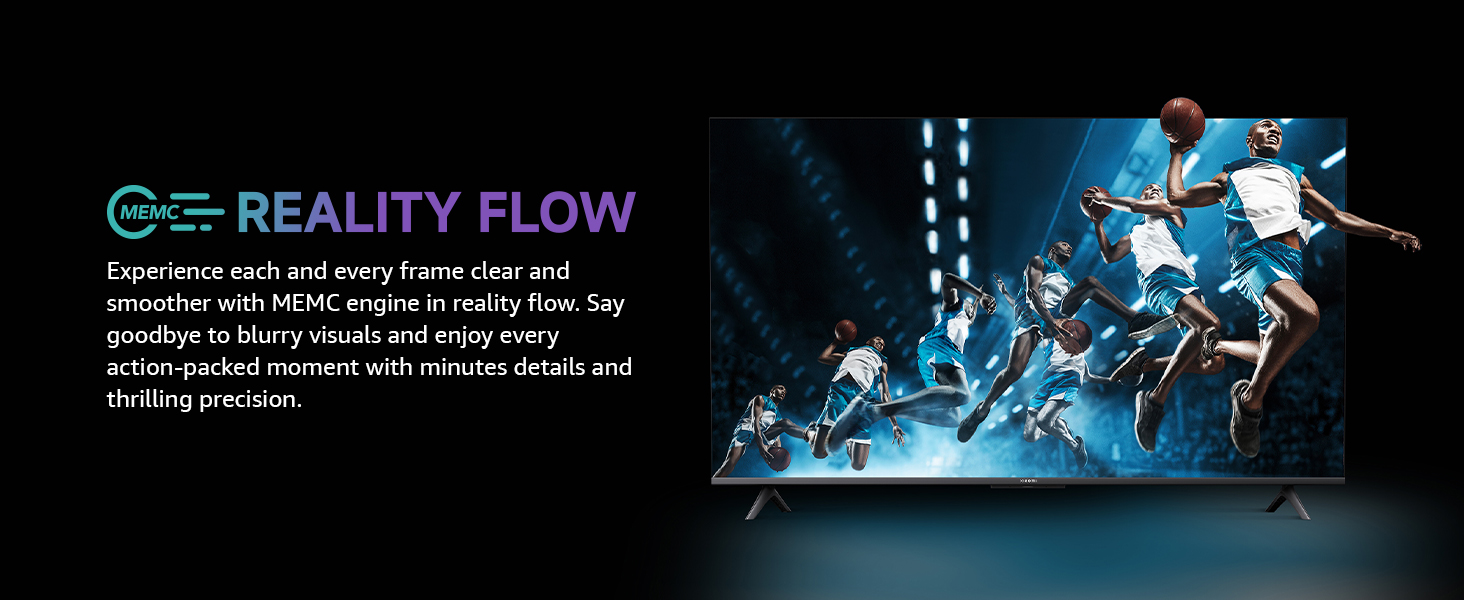 MEMC REALITY FLOW
Experience each and every frame clear and
smoother with MEMC engine in reality flow. Say
goodbye to blurry visuals and enjoy every
action-packed moment with minutes details and
thrilling precision.
xiaomi